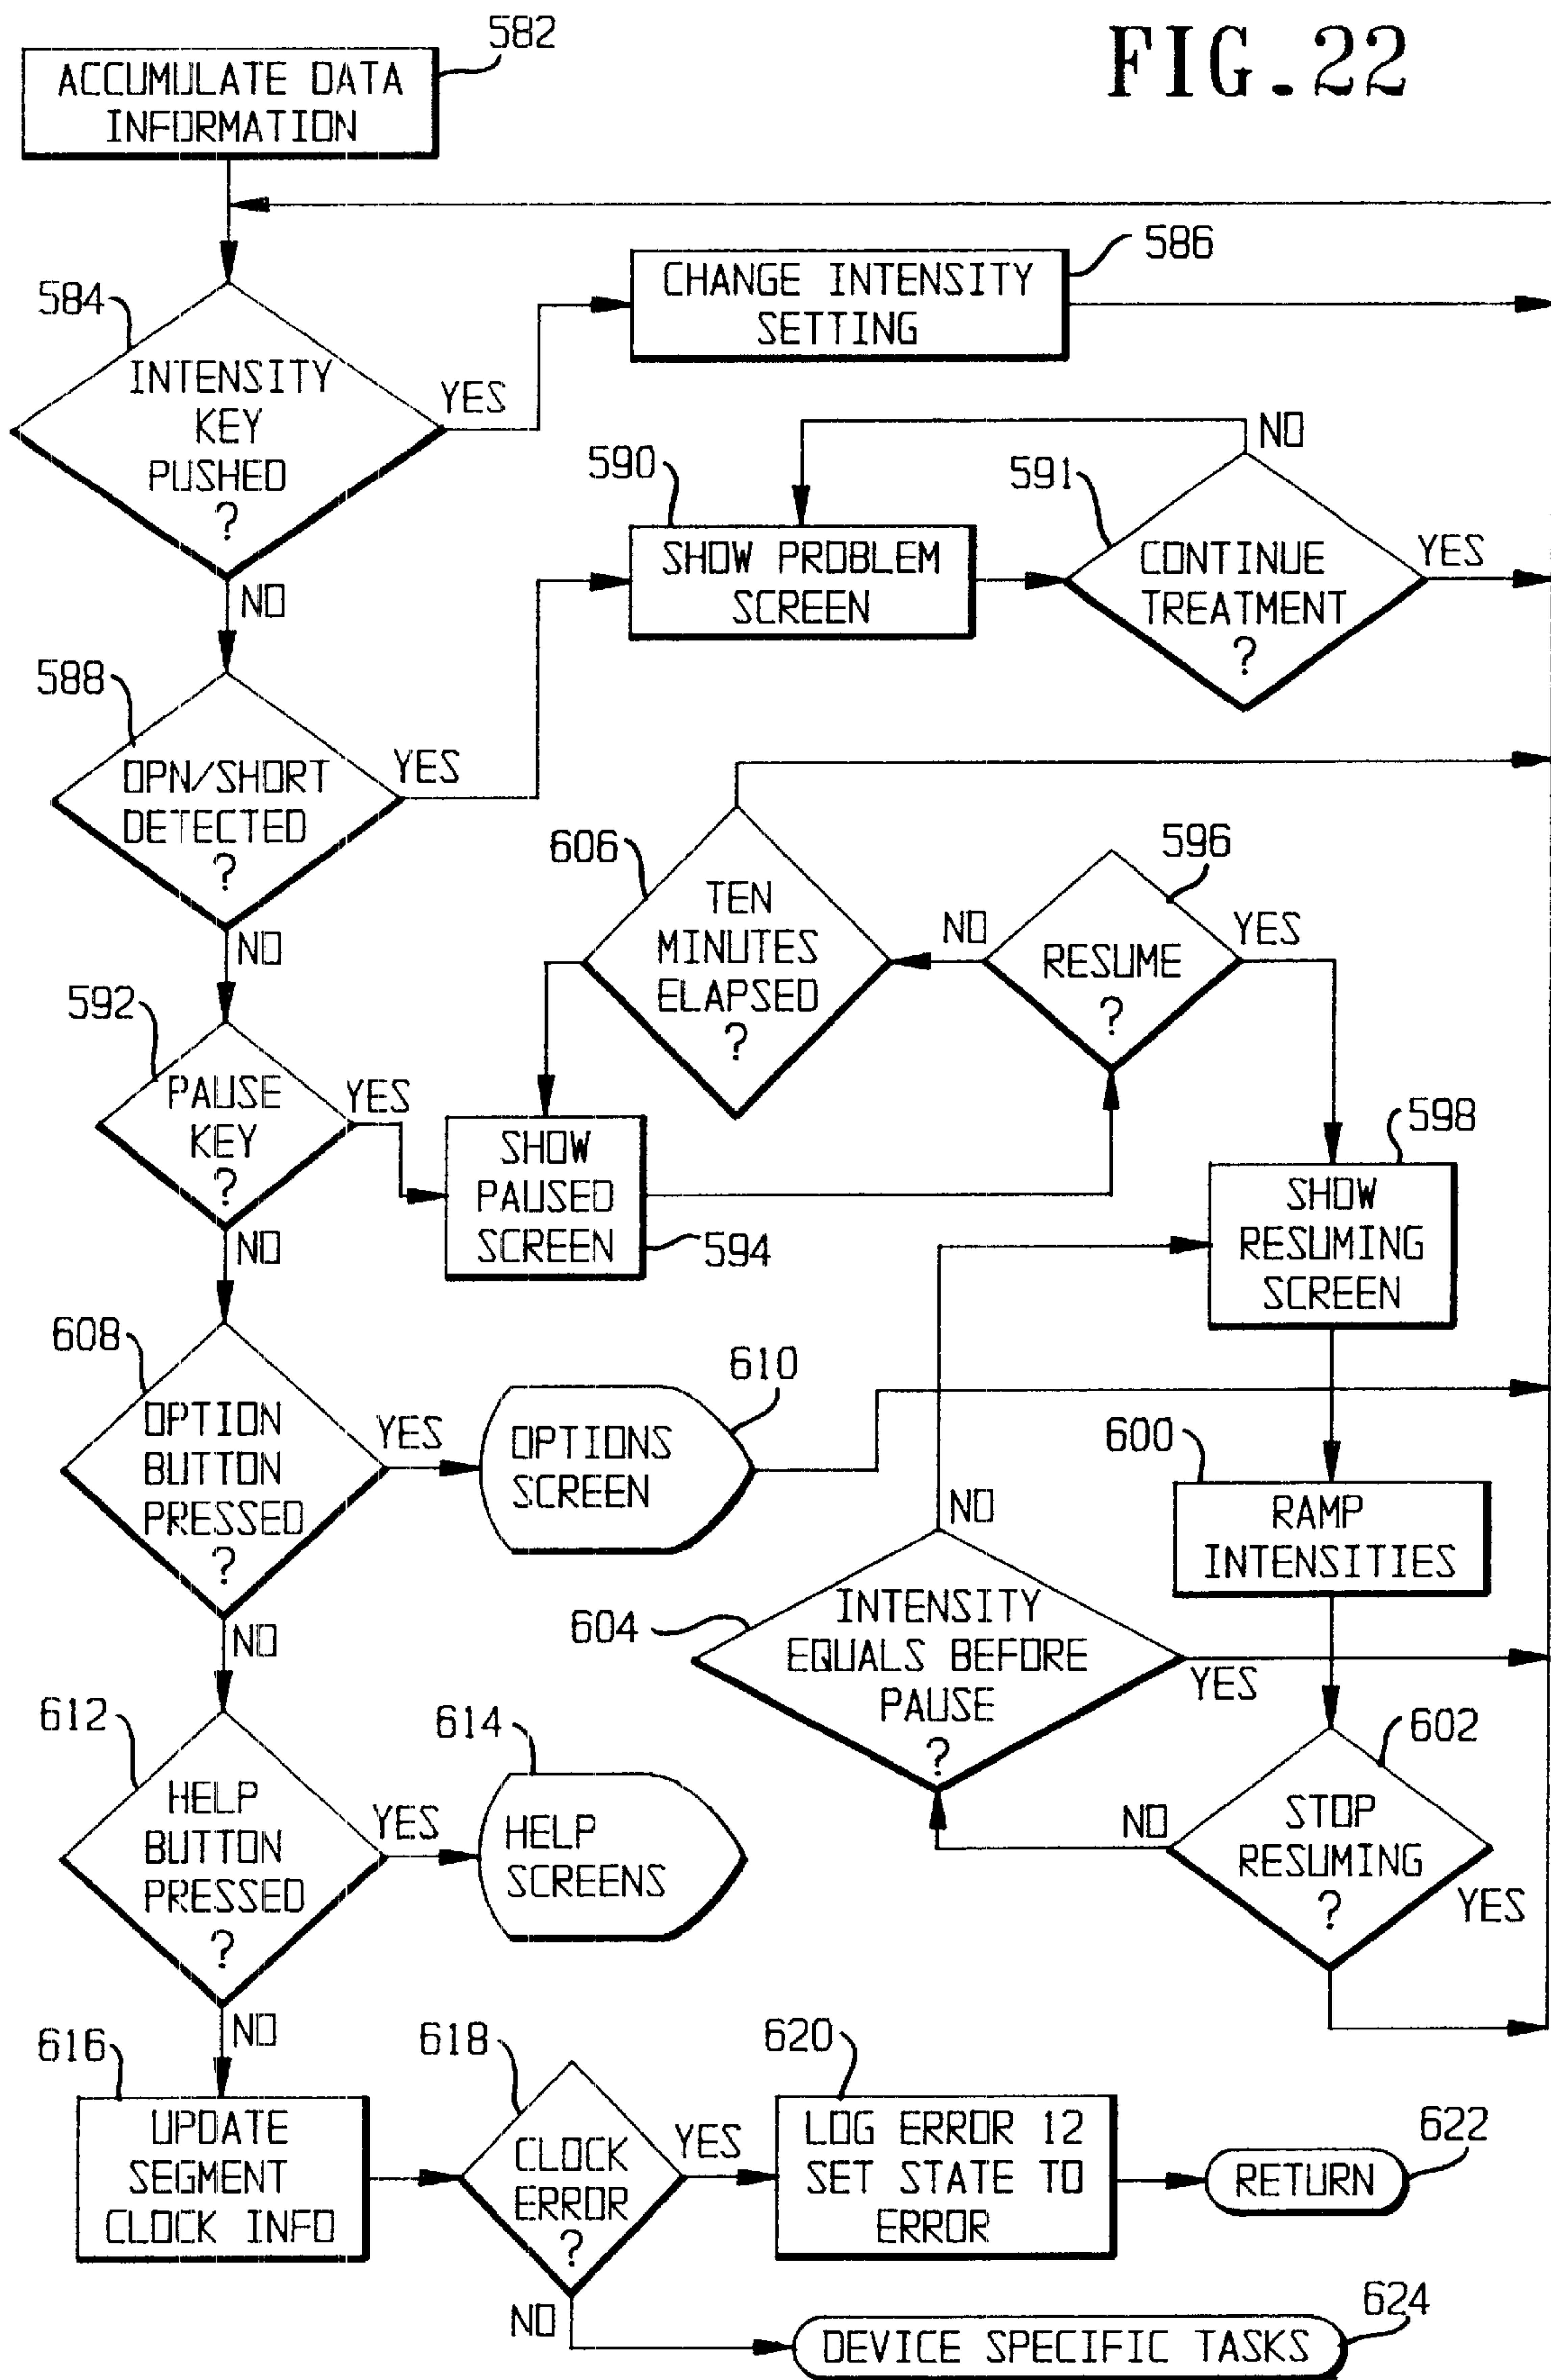 FIG.22
582
ACCUMULATE DATA
INFORMATION
584
INTENSITY
KEY
PUSHED
?
YES
NO
586
CHANGE INTENSITY
SETTING
588
OPN/SHORT
DETECTED
?
YES
NO
590
SHOW PROBLEM
SCREEN
591
CONTINUE
TREATMENT
?
NO
YES
592
PAUSE
KEY
?
YES
NO
SHOW
PAUSED
SCREEN
594
606
TEN
MINUTES
ELAPSED
?
596
RESUME
?
NO
YES
598
SHOW
RESUMING
SCREEN
608
OPTION
BUTTON
PRESSED
?
YES
NO
610
OPTIONS
SCREEN
600
RAMP
INTENSITIES
604
INTENSITY
EQUALS BEFORE
PAUSE
?
NO
YES
602
STOP
RESUMING
?
NO
YES
612
HELP
BUTTON
PRESSED
?
YES
NO
614
HELP
SCREENS
616
UPDATE
SEGMENT
CLOCK INFO
618
CLOCK
ERROR
?
YES
NO
620
LOG ERROR 12
SET STATE TO
ERROR
622
RETURN
624
DEVICE SPECIFIC TASKS